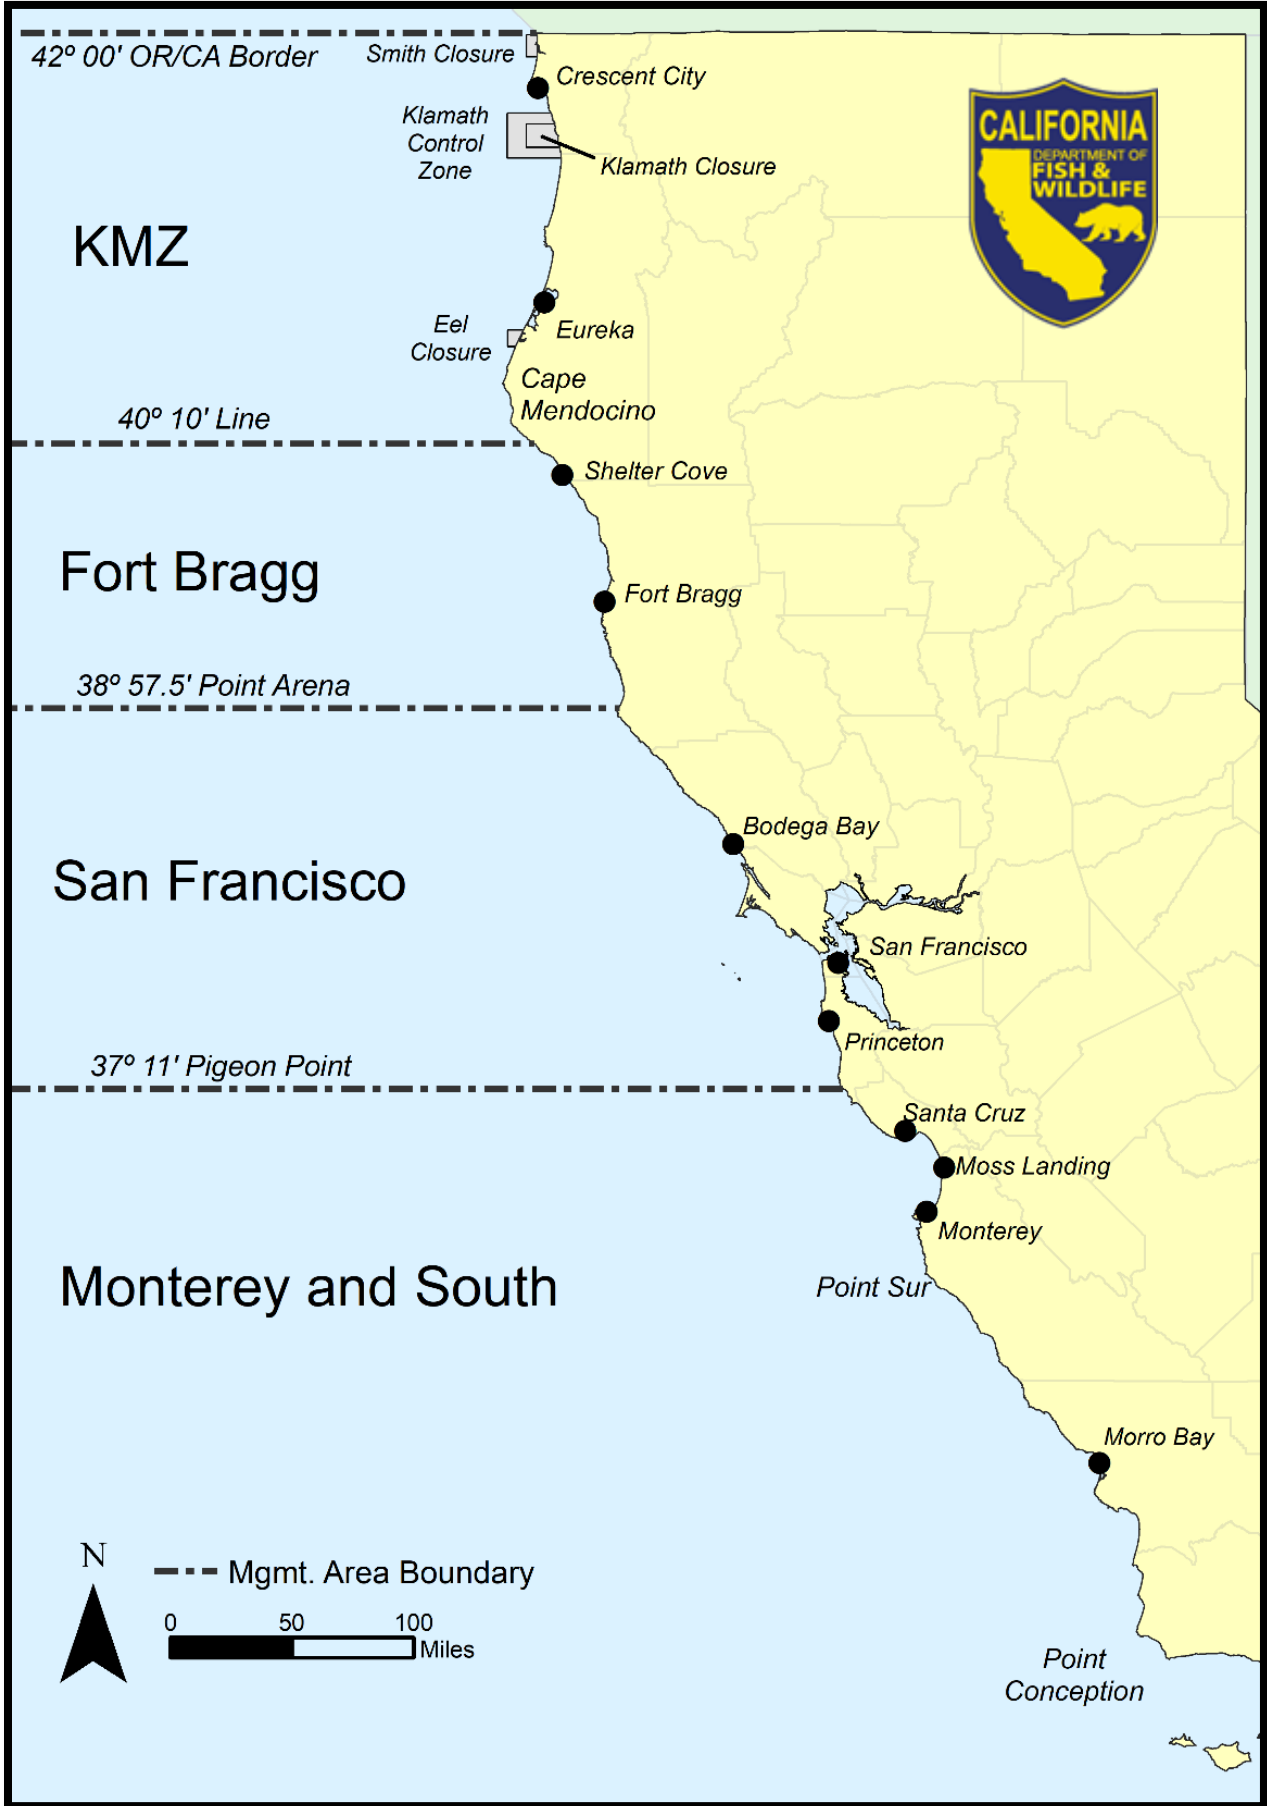 42º 00' OR/CA Border
Smith Closure
Crescent City
CALIFORNIA
DEPARTMENT OF
FISH &
WILDLIFE
Klamath
Control
Zone
Klamath Closure
KMZ
Eel
Closure
Eureka
Cape
Mendocino
40º 10' Line
Shelter Cove
Fort Bragg
Fort Bragg
38º 57.5' Point Arena
Bodega Bay
San Francisco
San Francisco
Princeton
37º 11' Pigeon Point
Santa Cruz
Moss Landing
Monterey
Monterey and South
Point Sur
Morro Bay
N
Mgmt. Area Boundary
0 50 100
Miles
Point
Conception